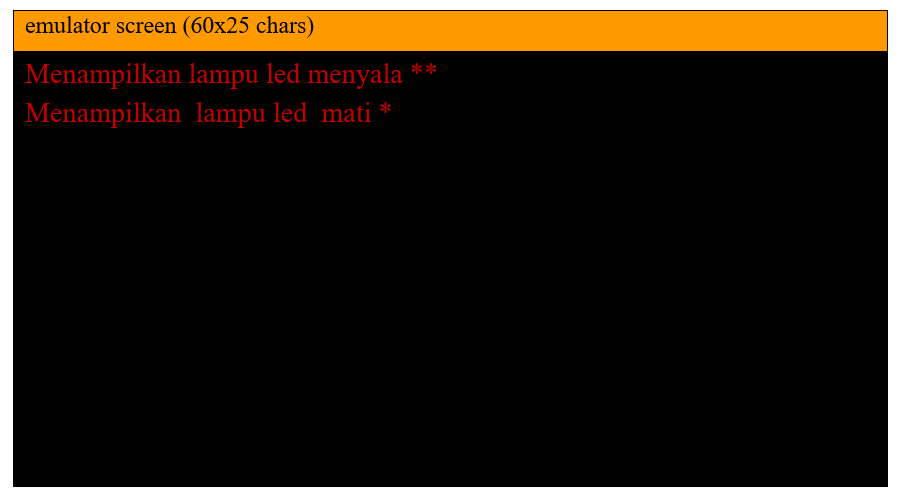 emulator screen (60x25 chars)
Menampilkan lampu led menyala **
Menampilkan  lampu led  mati *